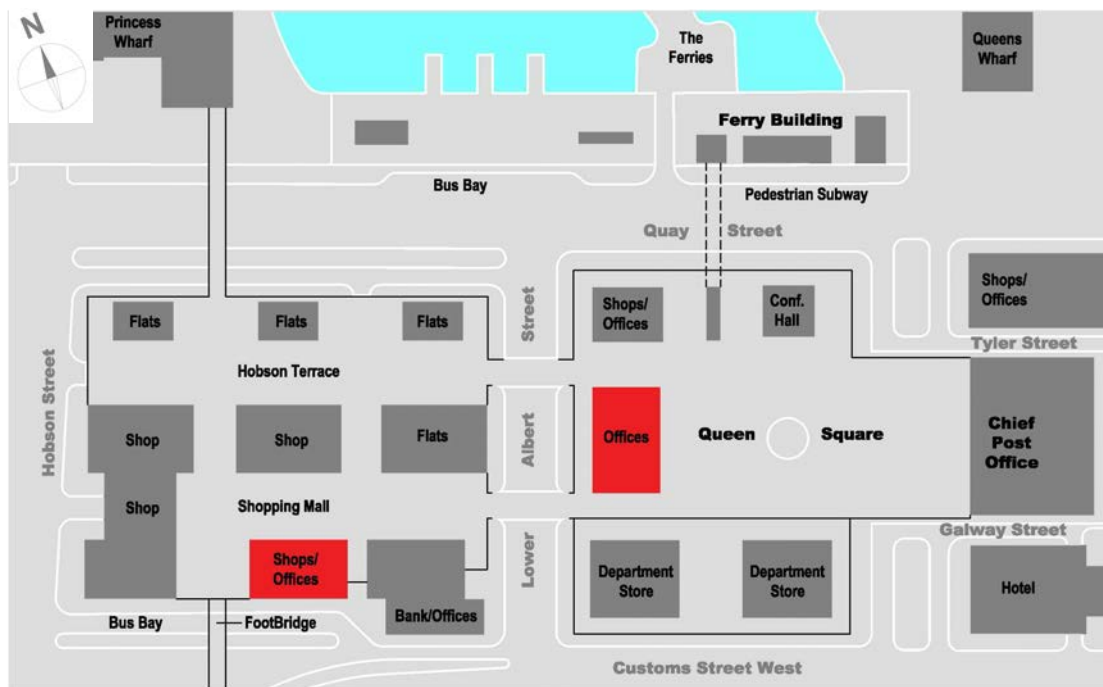 N
Princess
Wharf
The
Ferries
Queens
Wharf
Ferry Building
Bus Bay
Pedestrian Subway
Quay Street
Shops/
Offices
Conf.
Hall
Shops/
Offices
Flats
Flats
Flats
Street
Tyler Street
Hobson Terrace
Hobson Street
Shop
Shop
Flats
Albert
Offices
Queen Square
Chief
Post
Office
Shop
Shopping Mall
Galway Street
Shops/
Offices
Lower
Department
Store
Department
Store
Hotel
Bank/Offices
Bus Bay
FootBridge
Customs Street West